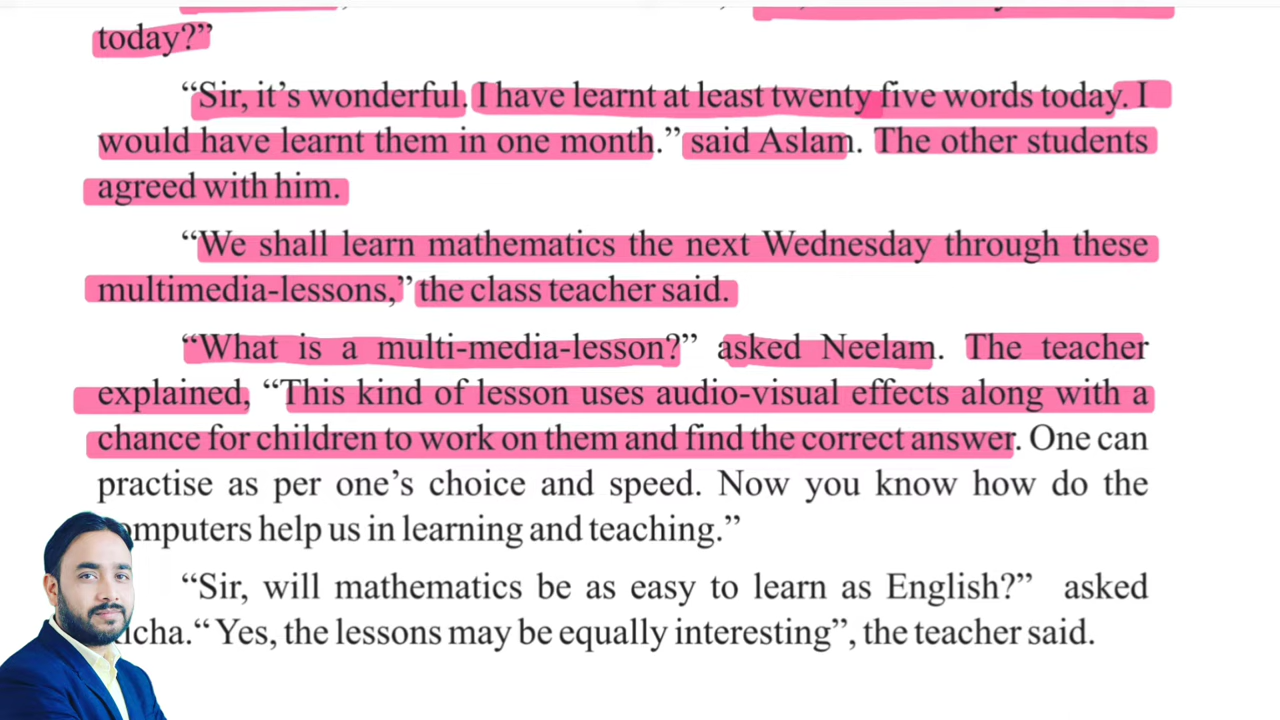 today?”
“Sir, it’s wonderful. I have learnt at least twenty five words today. I
would have learnt them in one month.” said Aslam. The other students
agreed with him.
“We shall learn mathematics the next Wednesday through these
multimedia-lessons,” the class teacher said.
“What is a multi-media-lesson?” asked Neelam. The teacher
explained, “This kind of lesson uses audio-visual effects along with a
chance for children to work on them and find the correct answer. One can
practise as per one’s choice and speed. Now you know how do the
omputers help us in learning and teaching.”
“Sir, will mathematics be as easy to learn as English?” asked
icha.“ Yes, the lessons may be equally interesting”, the teacher said.